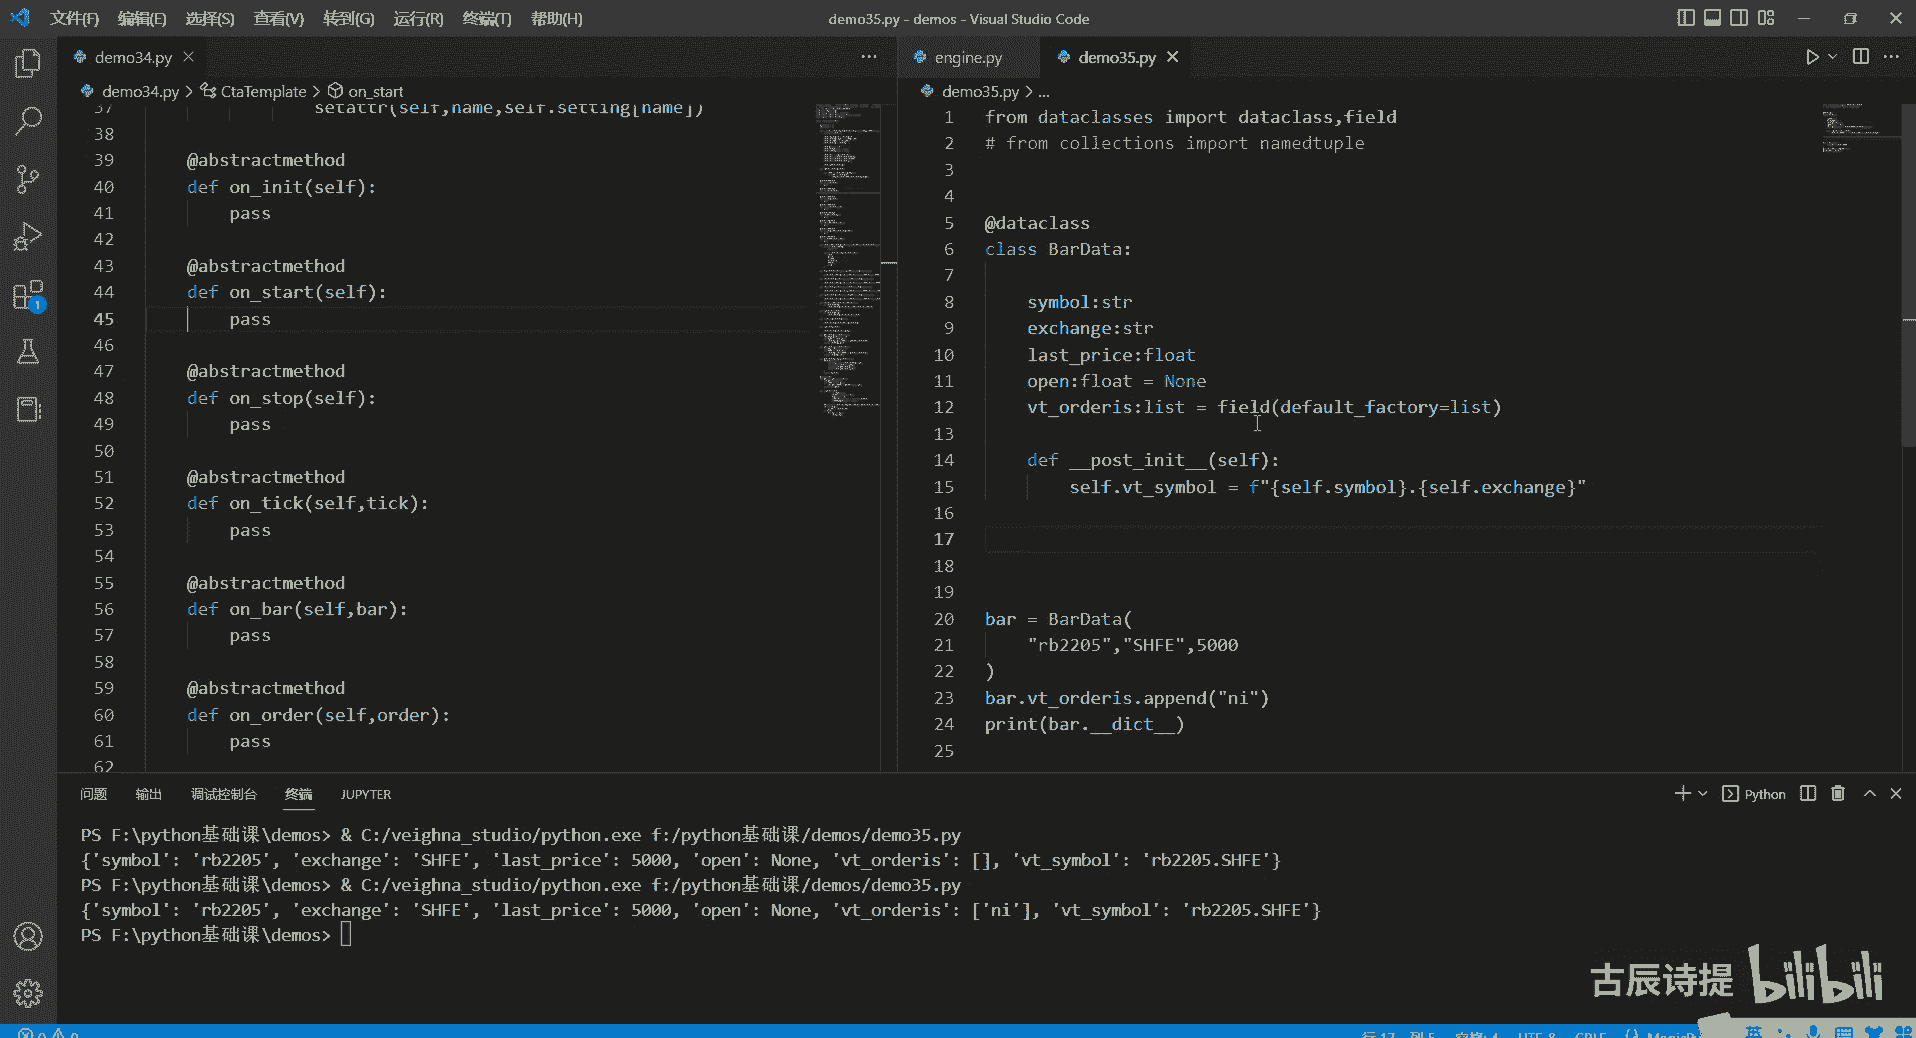 文件(F) 编辑(E) 选择(S) 查看(V) 转到(G) 运行(R) 终端(T) 帮助(H)
demo35.py - demos - Visual Studio Code
demo34.py
demo34.py > CtaTemplate > on_start
37 setattr(self,name,self.setting[name])
38
39 @abstractmethod
40 def on_init(self):
41 pass
42
43 @abstractmethod
44 def on_start(self):
45 pass
46
47 @abstractmethod
48 def on_stop(self):
49 pass
50
51 @abstractmethod
52 def on_tick(self,tick):
53 pass
54
55 @abstractmethod
56 def on_bar(self,bar):
57 pass
58
59 @abstractmethod
60 def on_order(self,order):
61 pass
62
engine.py demo35.py
demo35.py > ...
1 from dataclasses import dataclass,field
2 # from collections import namedtuple
3
4
5 @dataclass
6 class BarData:
7
8 symbol:str
9 exchange:str
10 last_price:float
11 open:float = None
12 vt_orderis:list = field(default_factory=list)
13
14 def __post_init__(self):
15 self.vt_symbol = f"{self.symbol}.{self.exchange}"
16
17
18
19
20 bar = BarData(
21 "rb2205","SHFE",5000
22 )
23 bar.vt_orderis.append("ni")
24 print(bar.__dict__)
25
1
问题 输出 调试控制台 终端 JUPYTER
Python
PS F:\python基础课\demos> & C:/veighna_studio/python.exe f:/python基础课/demos/demo35.py
{'symbol': 'rb2205', 'exchange': 'SHFE', 'last_price': 5000, 'open': None, 'vt_orderis': [], 'vt_symbol': 'rb2205.SHFE'}
PS F:\python基础课\demos> & C:/veighna_studio/python.exe f:/python基础课/demos/demo35.py
{'symbol': 'rb2205', 'exchange': 'SHFE', 'last_price': 5000, 'open': None, 'vt_orderis': ['ni'], 'vt_symbol': 'rb2205.SHFE'}
PS F:\python基础课\demos>
古辰诗提 bilibili
英